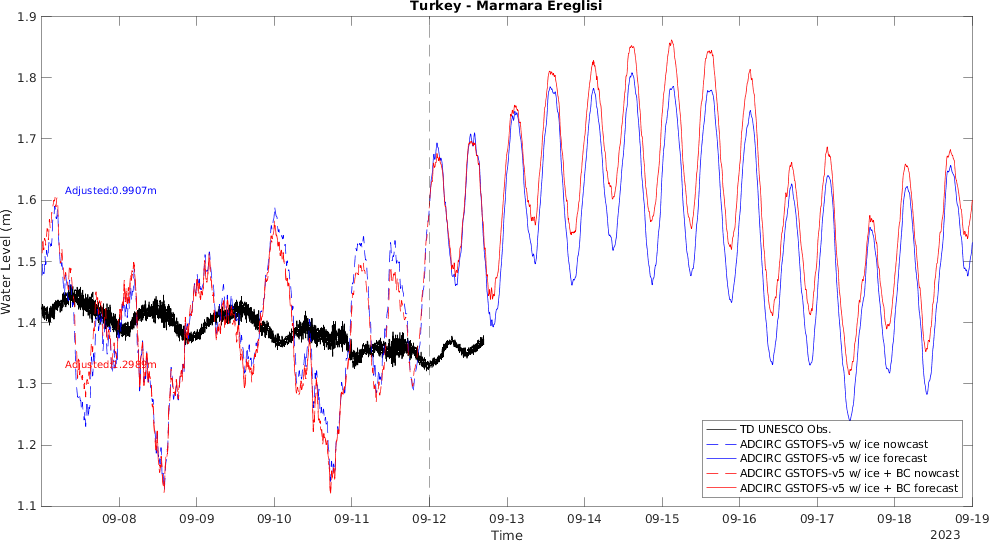 Turkey - Marmara Ereglisi
Water Level (m)
1.9
1.8
1.7
1.6
1.5
1.4
1.3
1.2
1.1
Adjusted:0.9907m
TD UNESCO Obs.
ADCIRC GSTOFS-v5 w/ ice nowcast
ADCIRC GSTOFS-v5 w/ ice forecast
ADCIRC GSTOFS-v5 w/ ice + BC nowcast
ADCIRC GSTOFS-v5 w/ ice + BC forecast
09-08 09-09 09-10 09-11 09-12 09-13 09-14 09-15 09-16 09-17 09-18 09-19
2023
Time